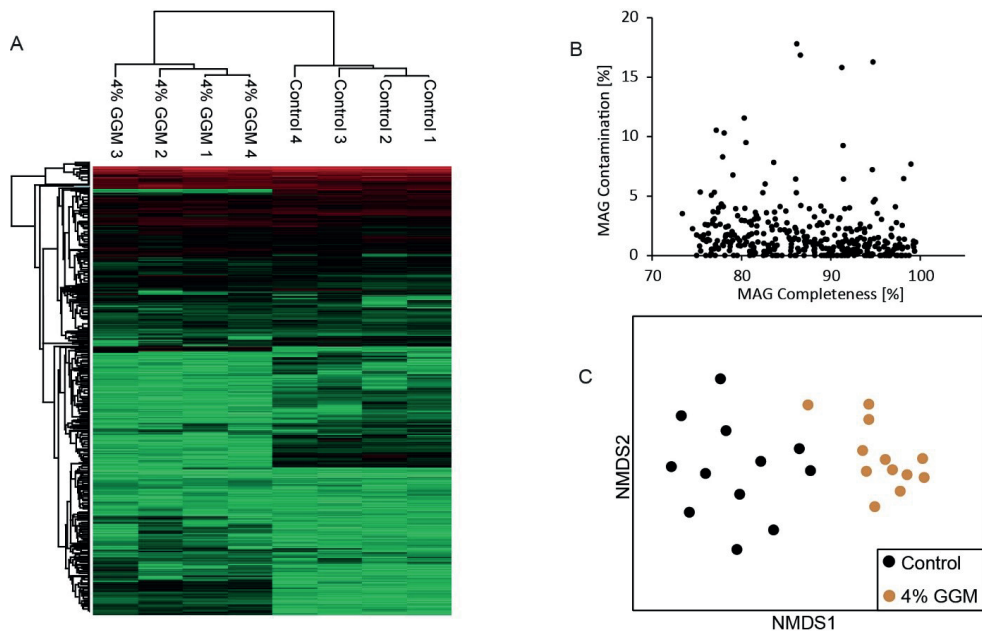 A
4% GGM 3
4% GGM 2
4% GGM 1
4% GGM 4
Control 4
Control 3
Control 2
Control 1
B
MAG Contamination [%]
20
15
10
5
0
70
80
90
100
MAG Completeness [%]
C
NMDS2
Control
4% GGM
NMDS1